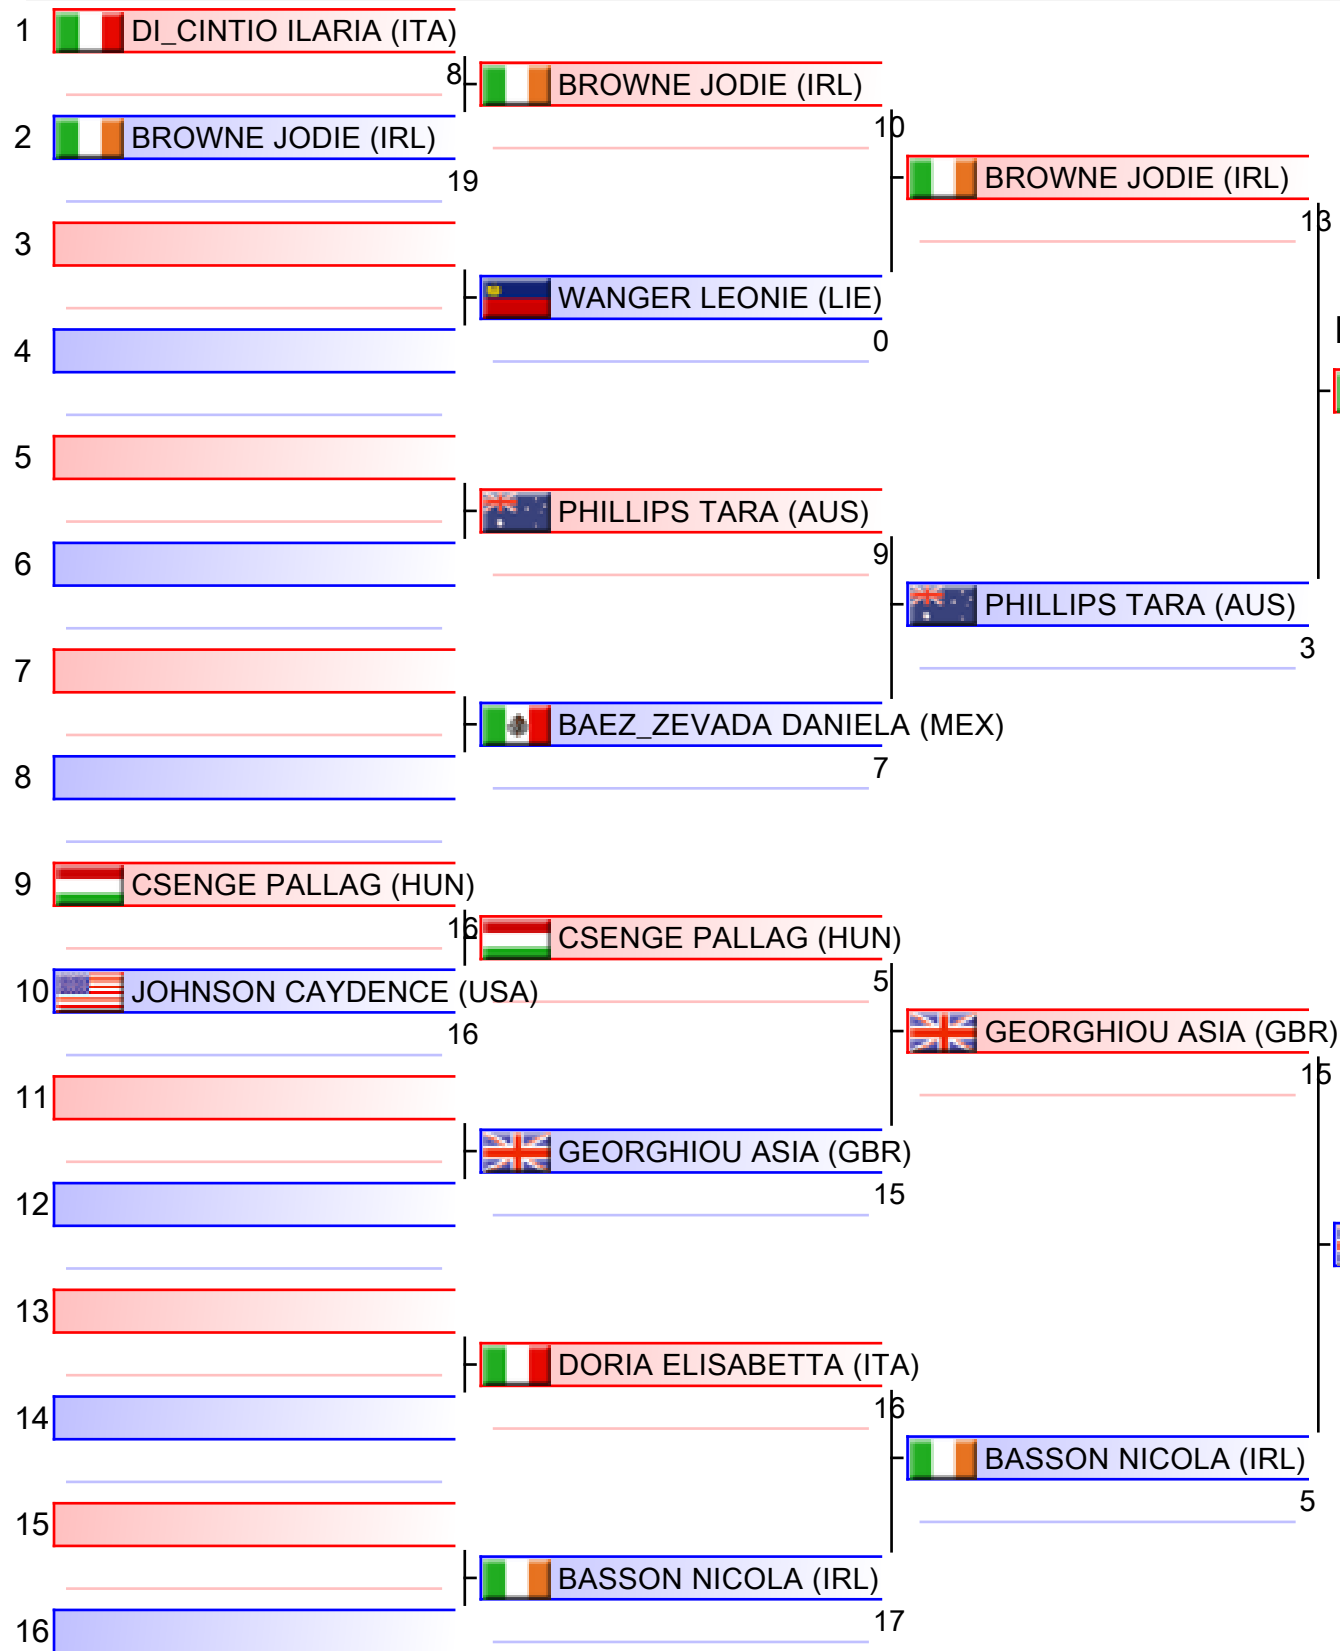 1 DI_CINTIO ILARIA (ITA)
8 BROWNE JODIE (IRL)
10
2 BROWNE JODIE (IRL)
19 BROWNE JODIE (IRL)
13
3
WANGER LEONIE (LIE)
0
4
5
PHILLIPS TARA (AUS)
9
6
PHILLIPS TARA (AUS)
3
7
BAEZ_ZEVADA DANIELA (MEX)
7
8
9 CSENGE PALLAG (HUN)
16 CSENGE PALLAG (HUN)
5
10 JOHNSON CAYDENCE (USA)
16 GEORGHIOU ASIA (GBR)
15
11
GEORGHIOU ASIA (GBR)
15
12
13
DORIA ELISABETTA (ITA)
16
14
BASSON NICOLA (IRL)
5
15
BASSON NICOLA (IRL)
17
16